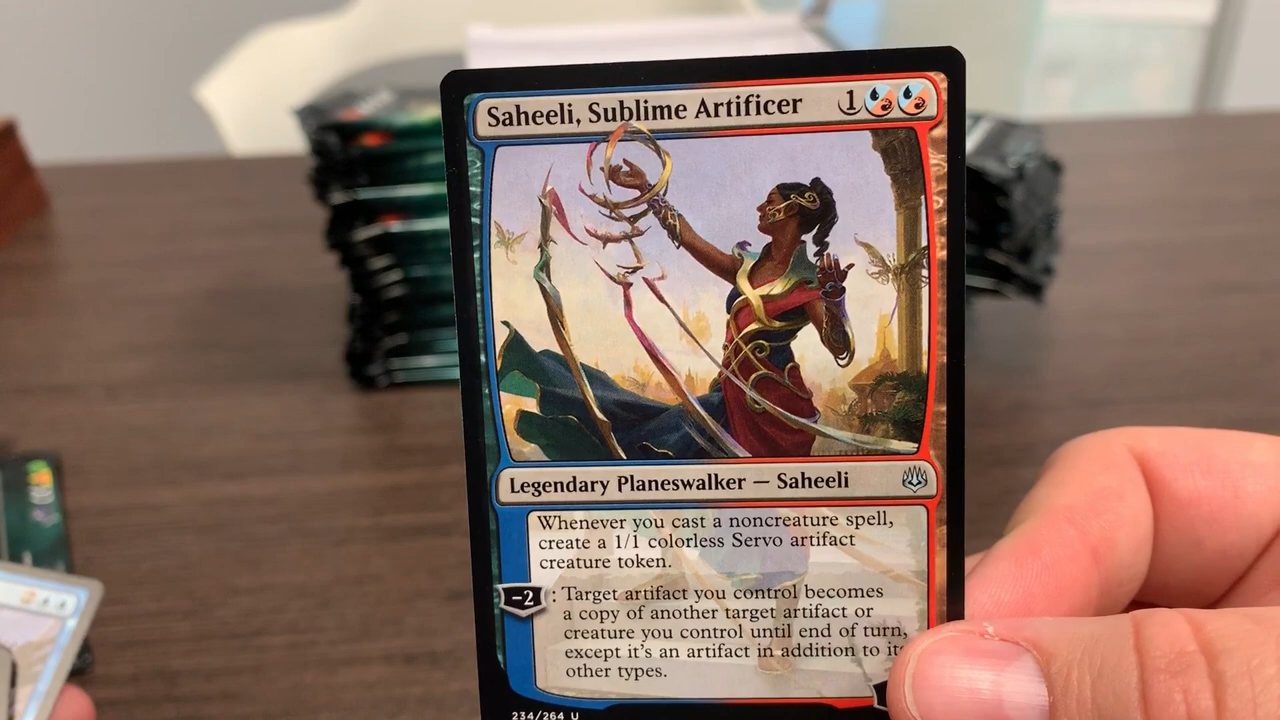 Saheeli, Sublime Artificer 1
Legendary Planeswalker — Saheeli
Whenever you cast a noncreature spell,
create a 1/1 colorless Servo artifact
creature token.
−2 : Target artifact you control becomes
a copy of another target artifact or
creature you control until end of turn,
except it's an artifact in addition to its
other types.
234/264 U